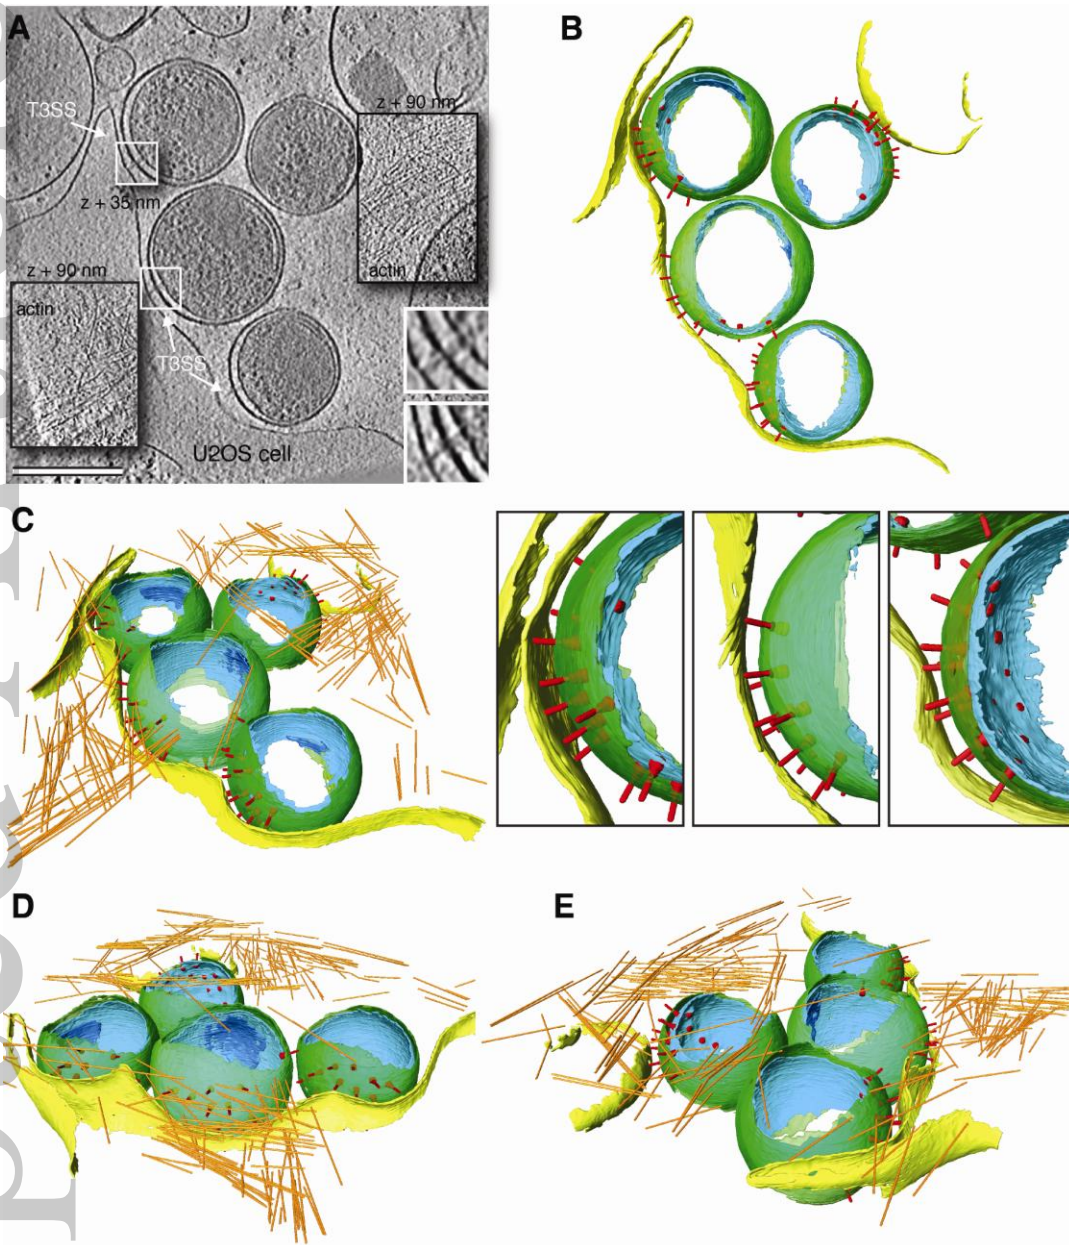 A
T3SS
z + 90 nm
z + 35 nm
z + 90 nm
actin
actin
T3SS
U2OS cell
B
C
D
E